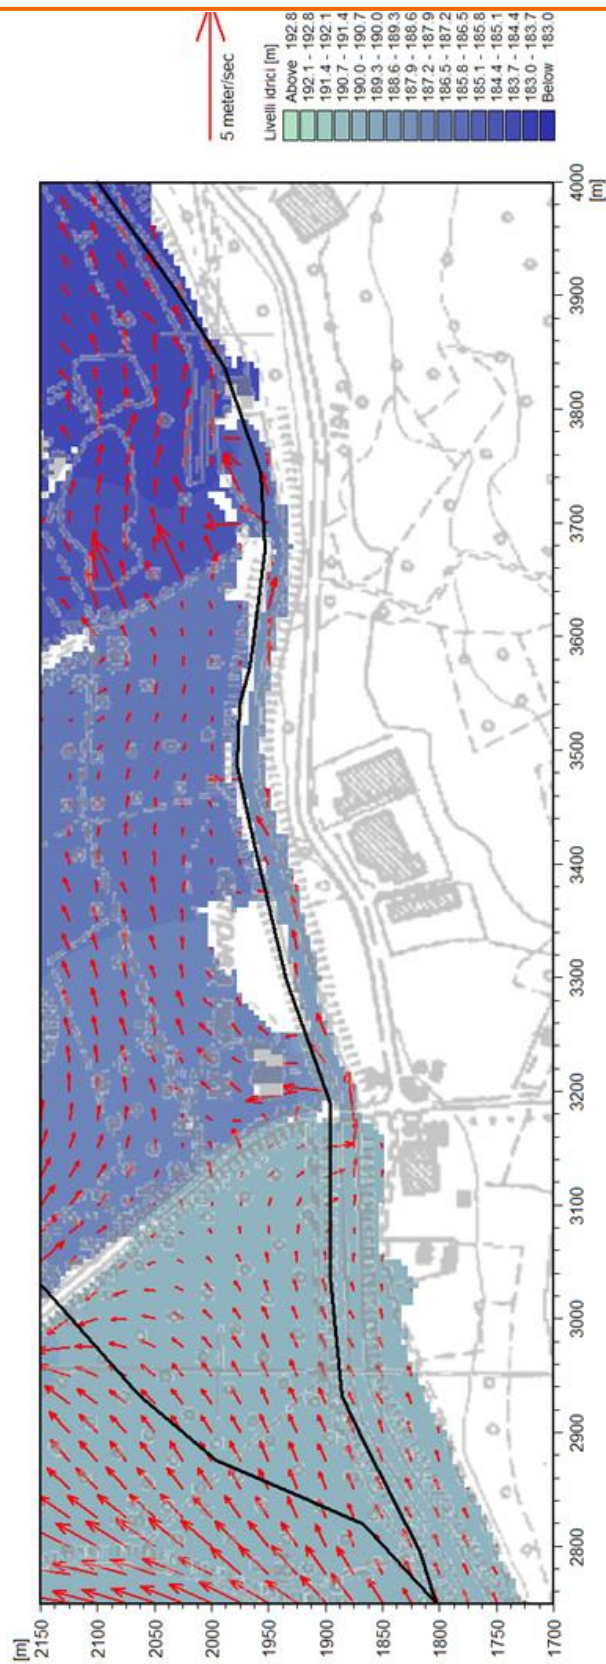 [m]
2150
2100
2050
2000
1950
1900
1850
1800
1750
1700
2800
2900
3000
3100
3200
3300
3400
3500
3600
3700
3800
3900
4000
[m]
194
5 meter/sec
Livelli idrici [m]
Above 192.8
192.1 - 192.8
191.4 - 192.1
190.7 - 191.4
190.0 - 190.7
189.3 - 190.0
188.6 - 189.3
187.9 - 188.6
187.2 - 187.9
186.5 - 187.2
185.8 - 186.5
185.1 - 185.8
184.4 - 185.1
183.7 - 184.4
183.0 - 183.7
Below 183.0